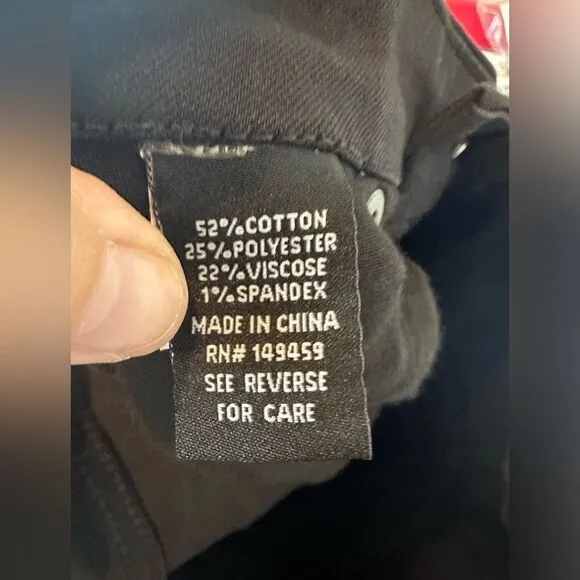 52%COTTON
25%POLYESTER
22%VISCOSE
1%SPANDEX
MADE IN CHINA
RN# 149459
SEE REVERSE
FOR CARE